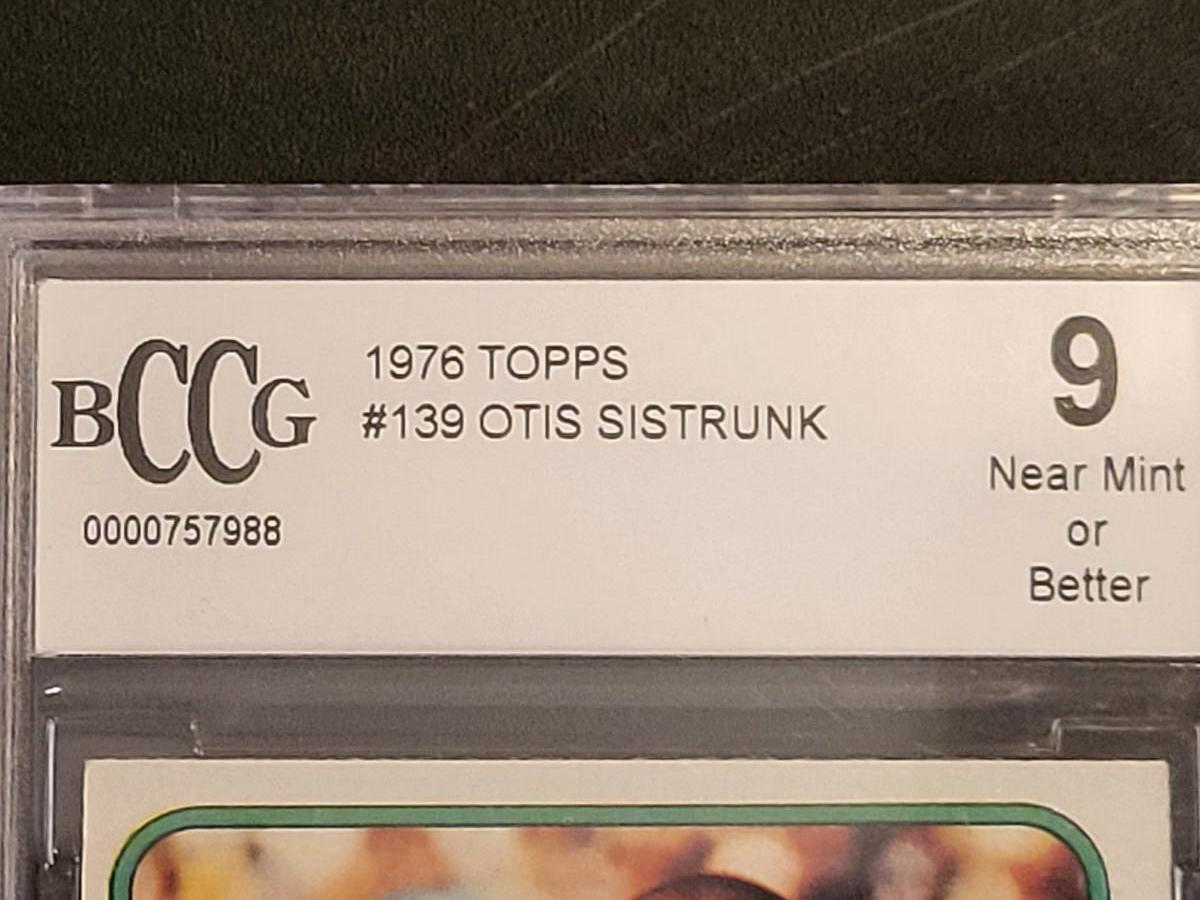 BCCG
1976 TOPPS
#139 OTIS SISTRUNK
0000757988
9
Near Mint
or
Better